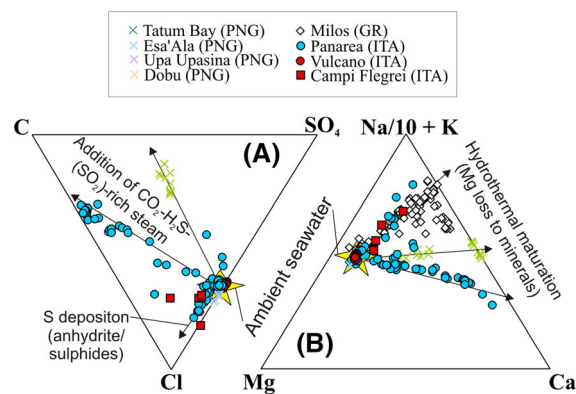 Tatum Bay (PNG)
Esa'Ala (PNG)
Upa Upasina (PNG)
Dobu (PNG)
Milos (GR)
Panarea (ITA)
Vulcano (ITA)
Campi Flegrei (ITA)
C
SO4
(A)
Addition of CO2-H2S-
(SO2)-rich steam
S depositon
(anhydrite/
sulphides)
Cl
Ambient seawater
Na/10 + K
Hydrothermal maturation
(Mg loss to minerals)
(B)
Mg
Ca